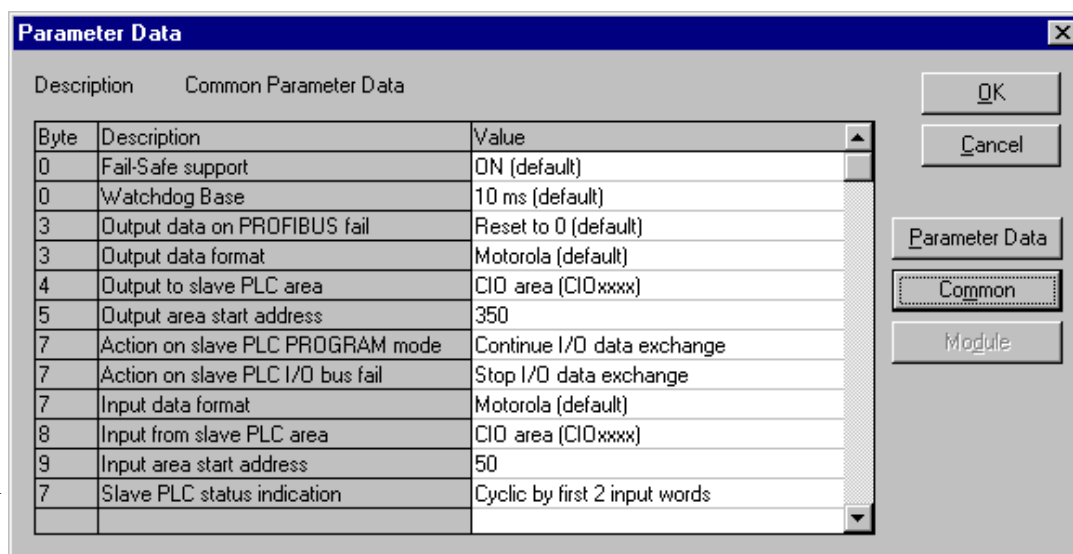 Parameter Data
Description Common Parameter Data
OK
Cancel
Byte Description Value
0 Fail-Safe support ON (default)
0 Watchdog Base 10 ms (default)
3 Output data on PROFIBUS fail Reset to 0 (default)
3 Output data format Motorola (default)
4 Output to slave PLC area CIO area (CIOxxxx)
5 Output area start address 350
7 Action on slave PLC PROGRAM mode Continue I/O data exchange
7 Action on slave PLC I/O bus fail Stop I/O data exchange
7 Input data format Motorola (default)
8 Input from slave PLC area CIO area (CIOxxxx)
9 Input area start address 50
7 Slave PLC status indication Cyclic by first 2 input words
Parameter Data
Common
Module